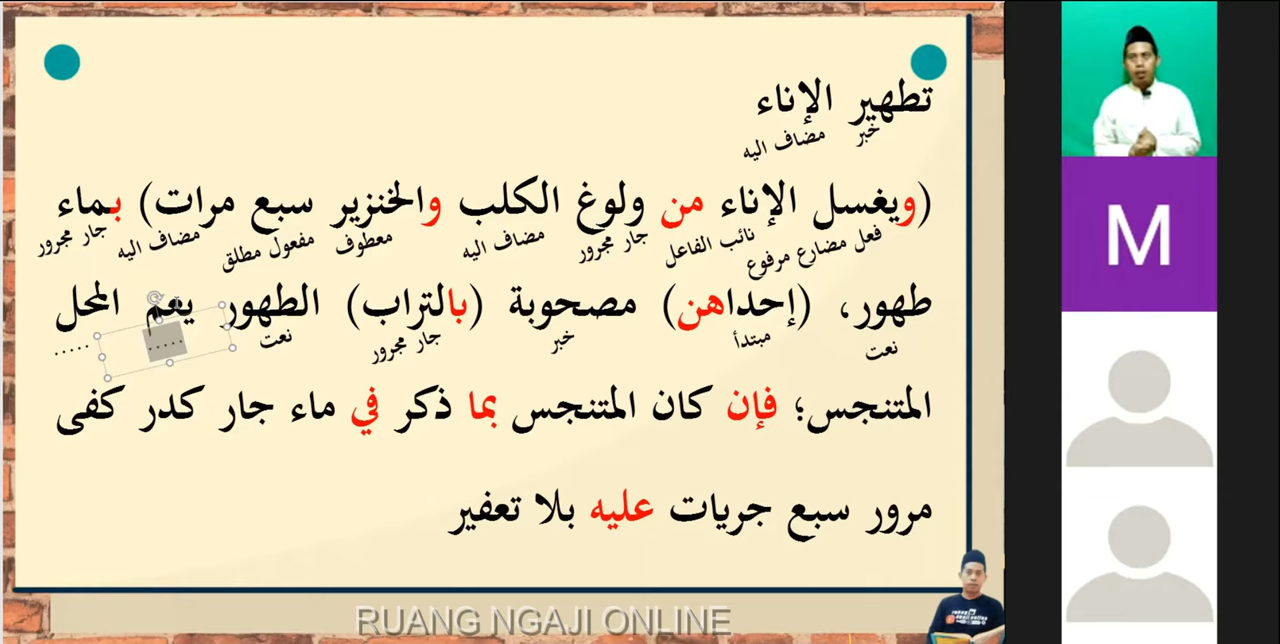 تطهير الإناء
خبر مضاف اليه
(ويغسل الإناء من ولوغ الكلب والخنزير سبع مرات) بماء
فعل مضارع مرفوع نائب الفاعل جار مجرور مضاف اليه معطوف مفعول مطلق مضاف اليه جار مجرور
طهور، (إحداهن) مصحوبة (بالتراب) الطهور يعم المحل
نعت مبتدأ خبر جار مجرور نعت ..... .....
المتنجس؛ فإن كان المتنجس بما ذكر في ماء جار كدر كفى
مرور سبع جريات عليه بلا تعفير
RUANG NGAJI ONLINE
M